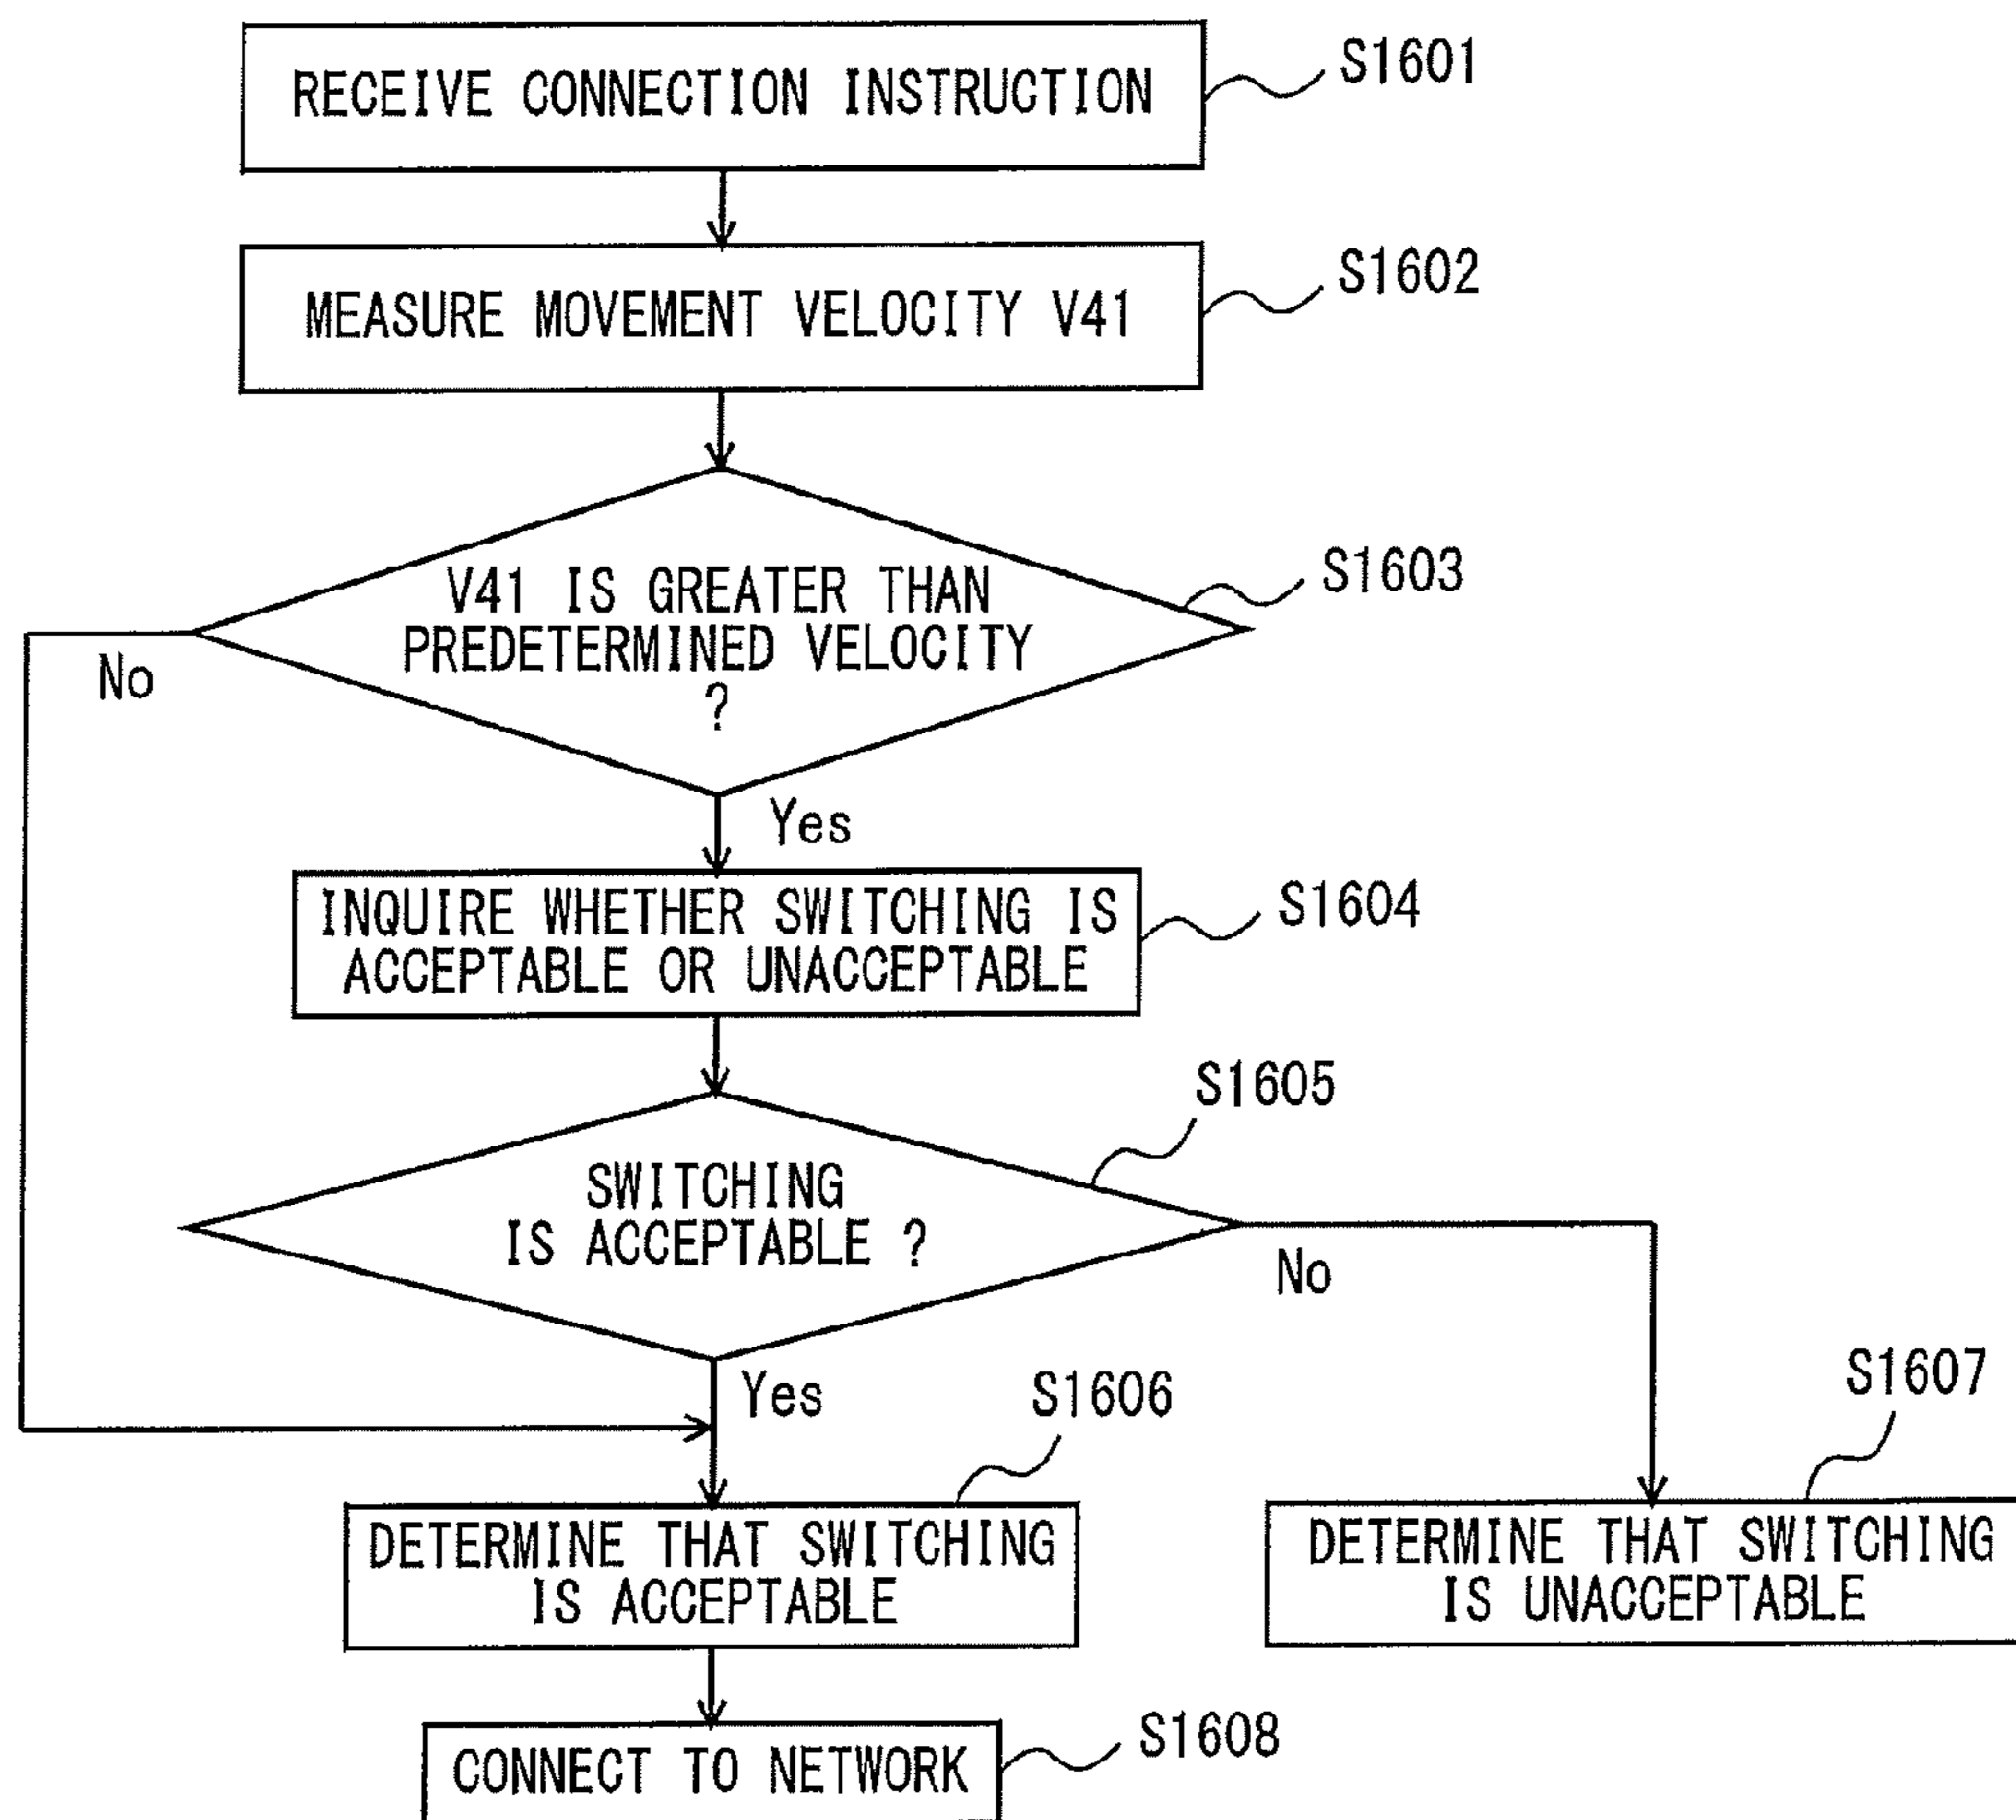 RECEIVE CONNECTION INSTRUCTION
S1601
MEASURE MOVEMENT VELOCITY V41
S1602
V41 IS GREATER THAN
PREDETERMINED VELOCITY
?
S1603
No
Yes
INQUIRE WHETHER SWITCHING IS
ACCEPTABLE OR UNACCEPTABLE
S1604
SWITCHING
IS ACCEPTABLE ?
S1605
No
Yes
DETERMINE THAT SWITCHING
IS ACCEPTABLE
S1606
DETERMINE THAT SWITCHING
IS UNACCEPTABLE
S1607
CONNECT TO NETWORK
S1608